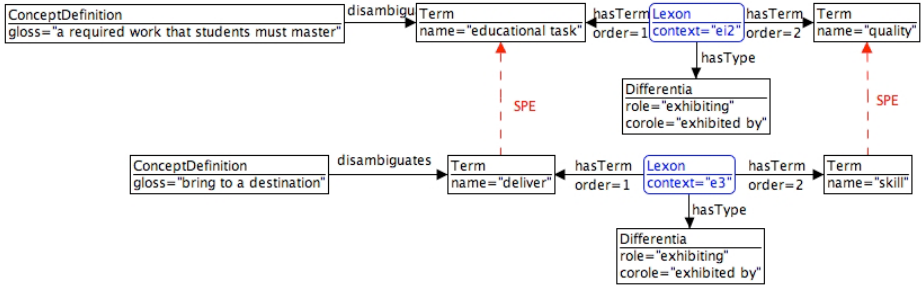 ConceptDefinition
gloss="a required work that students must master"
disambigu
Term
name="educational task"
hasTerm
order=1
Lexon
context="ei2"
hasTerm
order=2
Term
name="quality"
hasType
Differentia
role="exhibiting"
corole="exhibited by"
SPE
SPE
ConceptDefinition
gloss="bring to a destination"
disambiguates
Term
name="deliver"
hasTerm
order=1
Lexon
context="e3"
hasTerm
order=2
Term
name="skill"
hasType
Differentia
role="exhibiting"
corole="exhibited by"